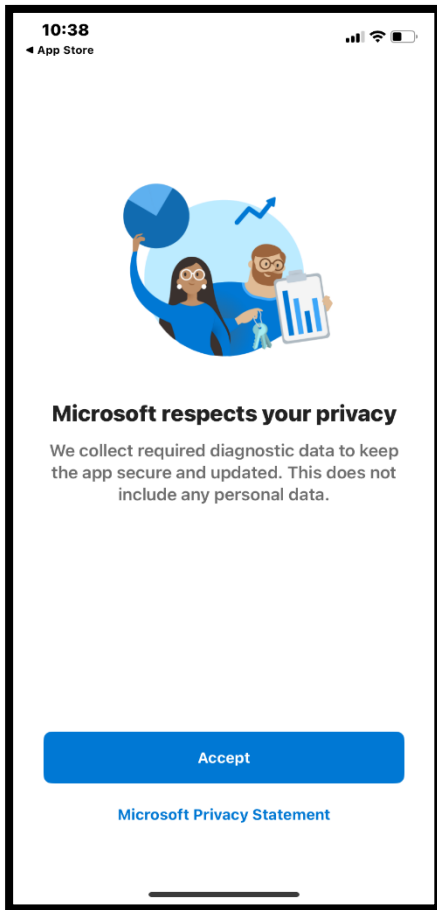 10:38
◀ App Store
Microsoft respects your privacy
We collect required diagnostic data to keep
the app secure and updated. This does not
include any personal data.
Accept
Microsoft Privacy Statement